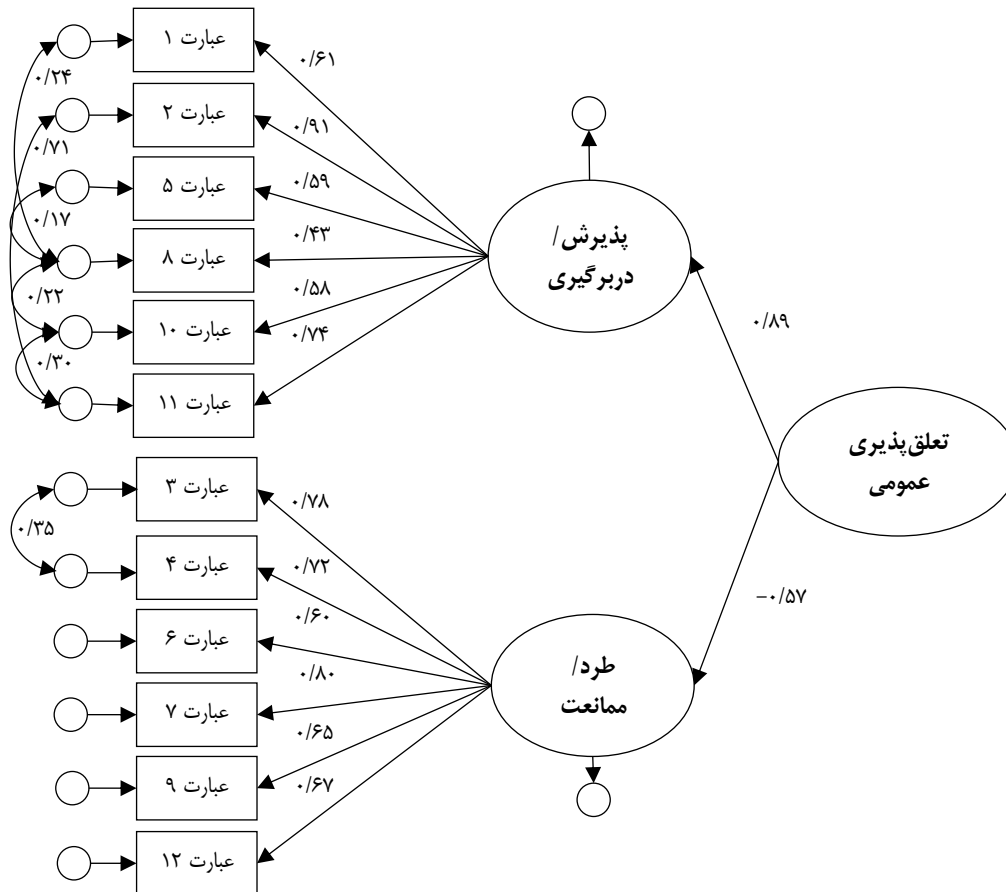 عبارت ۱
عبارت ۲
عبارت ۵
عبارت ۸
عبارت ۱۰
عبارت ۱۱
عبارت ۳
عبارت ۴
عبارت ۶
عبارت ۷
عبارت ۹
عبارت ۱۲
۰/۲۴
۰/۷۱
۰/۱۷
۰/۲۲
۰/۳۰
۰/۳۵
۰/۶۱
۰/۹۱
۰/۵۹
۰/۴۳
۰/۵۸
۰/۷۴
۰/۷۸
۰/۷۲
۰/۶۰
۰/۸۰
۰/۶۵
۰/۶۷
پذیرش/
دربرگیری
طرد/
ممانعت
۰/۸۹
−۰/۵۷
تعلق‌پذیری
عمومی